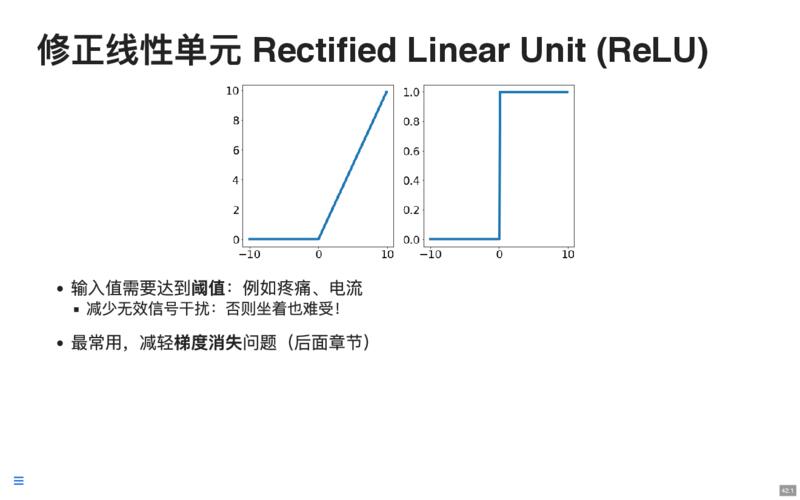 修正线性单元 Rectified Linear Unit (ReLU)
10
8
6
4
2
0
−10 0 10
1.0
0.8
0.6
0.4
0.2
0.0
−10 0 10
• 输入值需要达到阈值：例如疼痛、电流
▪ 减少无效信号干扰：否则坐着也难受！
• 最常用，减轻梯度消失问题（后面章节）
42.1